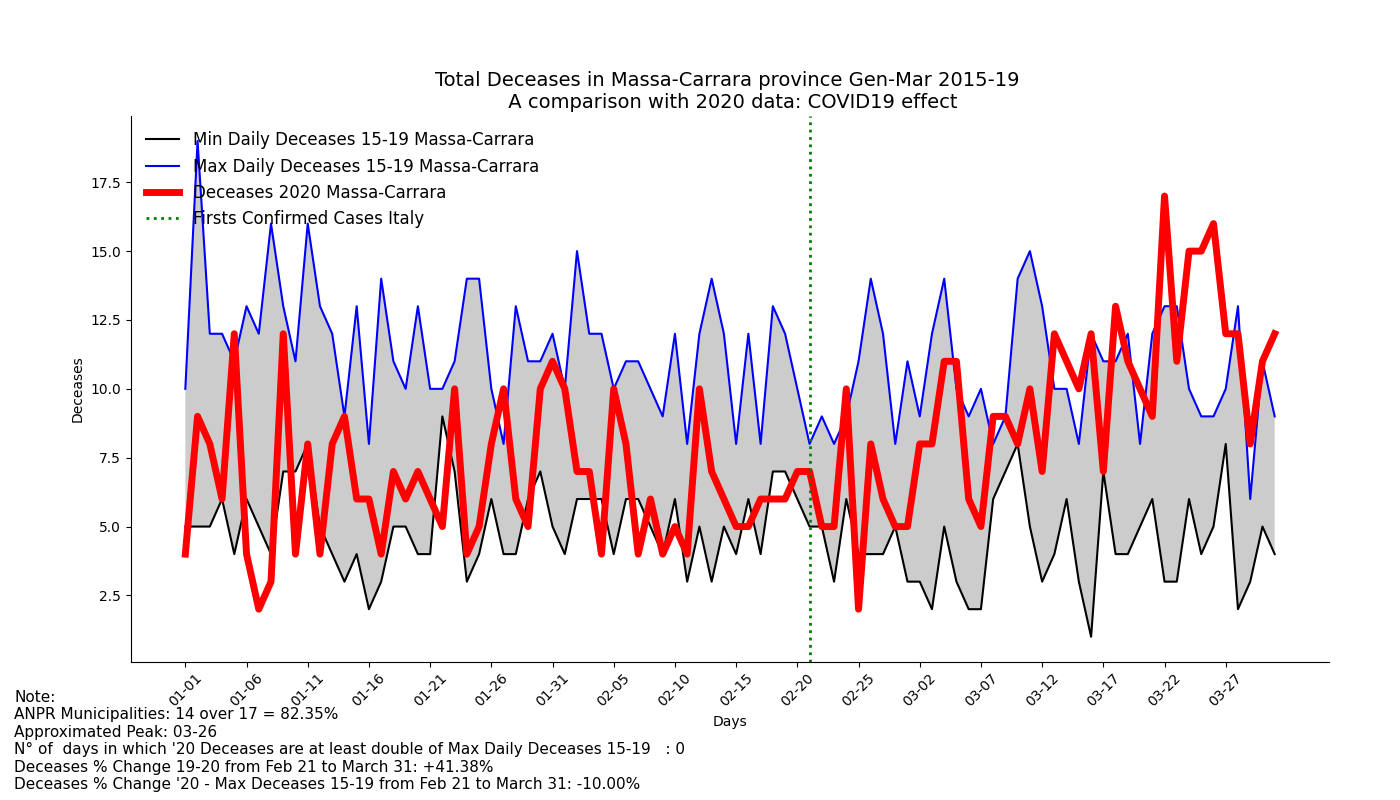 Total Deceases in Massa-Carrara province Gen-Mar 2015-19
A comparison with 2020 data: COVID19 effect
Min Daily Deceases 15-19 Massa-Carrara
Max Daily Deceases 15-19 Massa-Carrara
Deceases 2020 Massa-Carrara
Firsts Confirmed Cases Italy
17.5
15.0
12.5
10.0
7.5
5.0
2.5
Deceases
01-01 01-06 01-11 01-16 01-21 01-26 01-31 02-05 02-10 02-15 02-20 02-25 03-02 03-07 03-12 03-17 03-22 03-27
Days
Note:
ANPR Municipalities: 14 over 17 = 82.35%
Approximated Peak: 03-26
N° of  days in which '20 Deceases are at least double of Max Daily Deceases 15-19   : 0
Deceases % Change 19-20 from Feb 21 to March 31: +41.38%
Deceases % Change '20 - Max Deceases 15-19 from Feb 21 to March 31: -10.00%